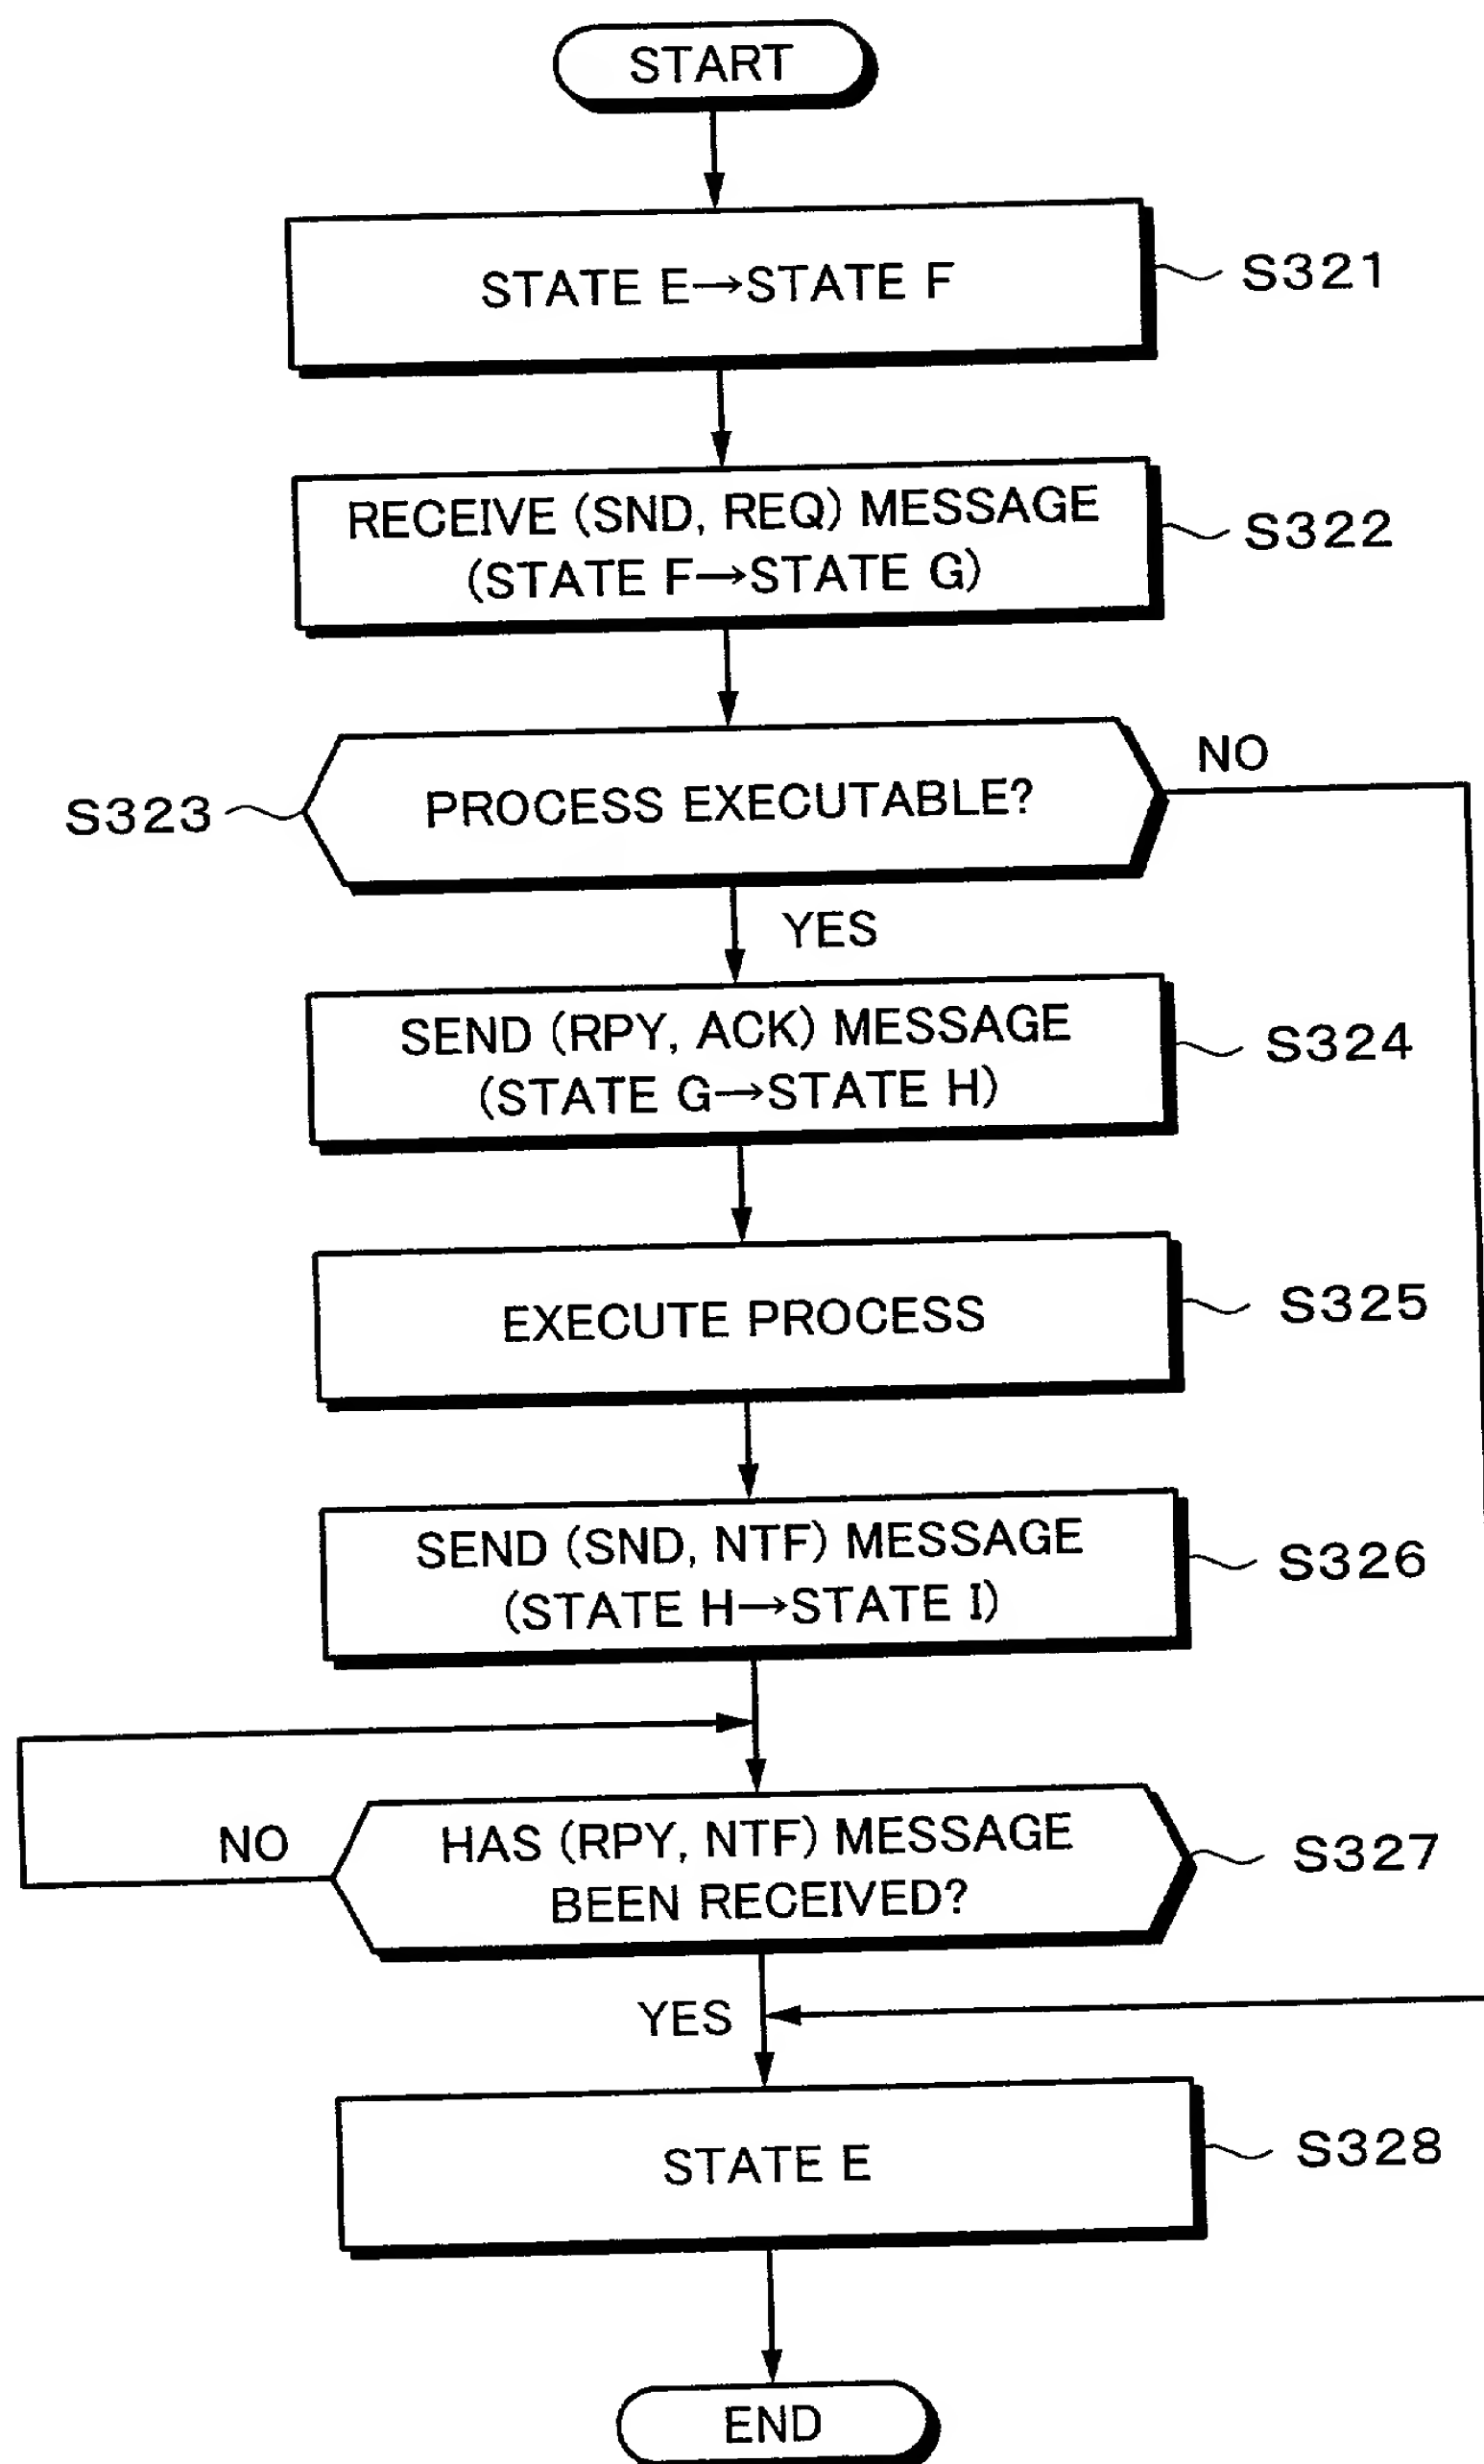 START
STATE E→STATE F
S321
RECEIVE (SND, REQ) MESSAGE
(STATE F→STATE G)
S322
NO
S323
PROCESS EXECUTABLE?
YES
SEND (RPY, ACK) MESSAGE
(STATE G→STATE H)
S324
EXECUTE PROCESS
S325
SEND (SND, NTF) MESSAGE
(STATE H→STATE I)
S326
NO
HAS (RPY, NTF) MESSAGE
BEEN RECEIVED?
S327
YES
STATE E
S328
END